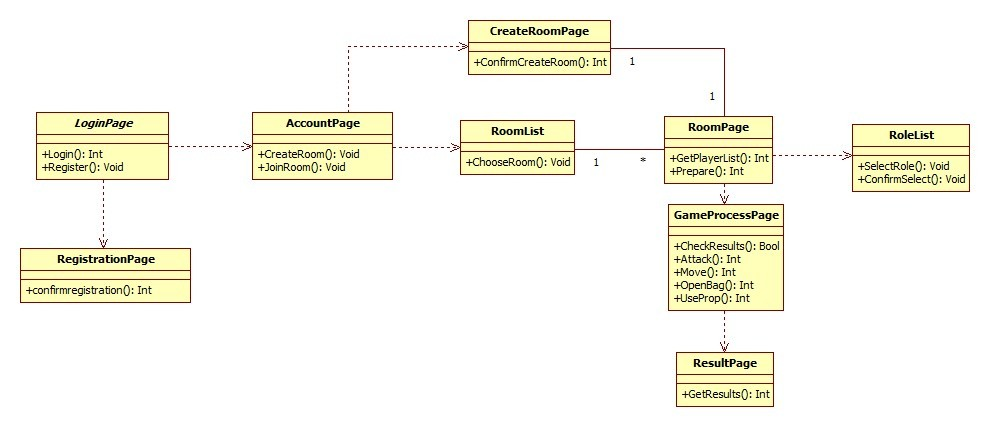 CreateRoomPage
+ConfirmCreateRoom(): Int
1
1
LoginPage
+Login(): Int
+Register(): Void
AccountPage
+CreateRoom(): Void
+JoinRoom(): Void
RoomList
+ChooseRoom(): Void
1
*
RoomPage
+GetPlayerList(): Int
+Prepare(): Int
RoleList
+SelectRole(): Void
+ConfirmSelect(): Void
RegistrationPage
+confirmregistration(): Int
GameProcessPage
+CheckResults(): Bool
+Attack(): Int
+Move(): Int
+OpenBag(): Int
+UseProp(): Int
ResultPage
+GetResults(): Int